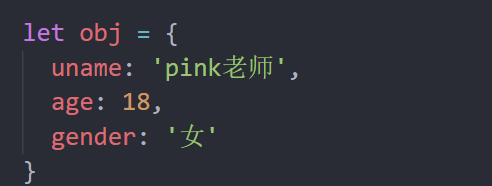 let obj = {
  uname: 'pink老师',
  age: 18,
  gender: '女'
}